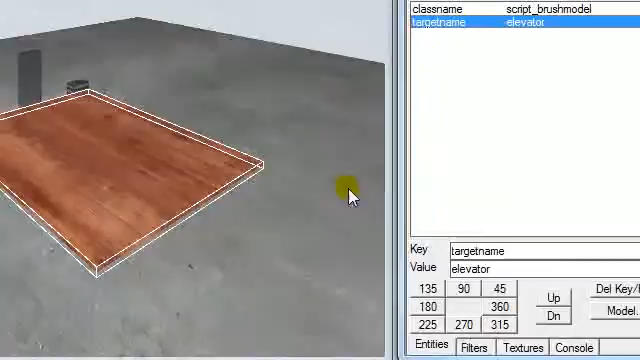 classname script_brushmodel
targetname elevator
Key targetname
Value elevator
135 90 45
Up
Del Key/
180 360
Dn
Model..
225 270 315
Entities Filters Textures Console